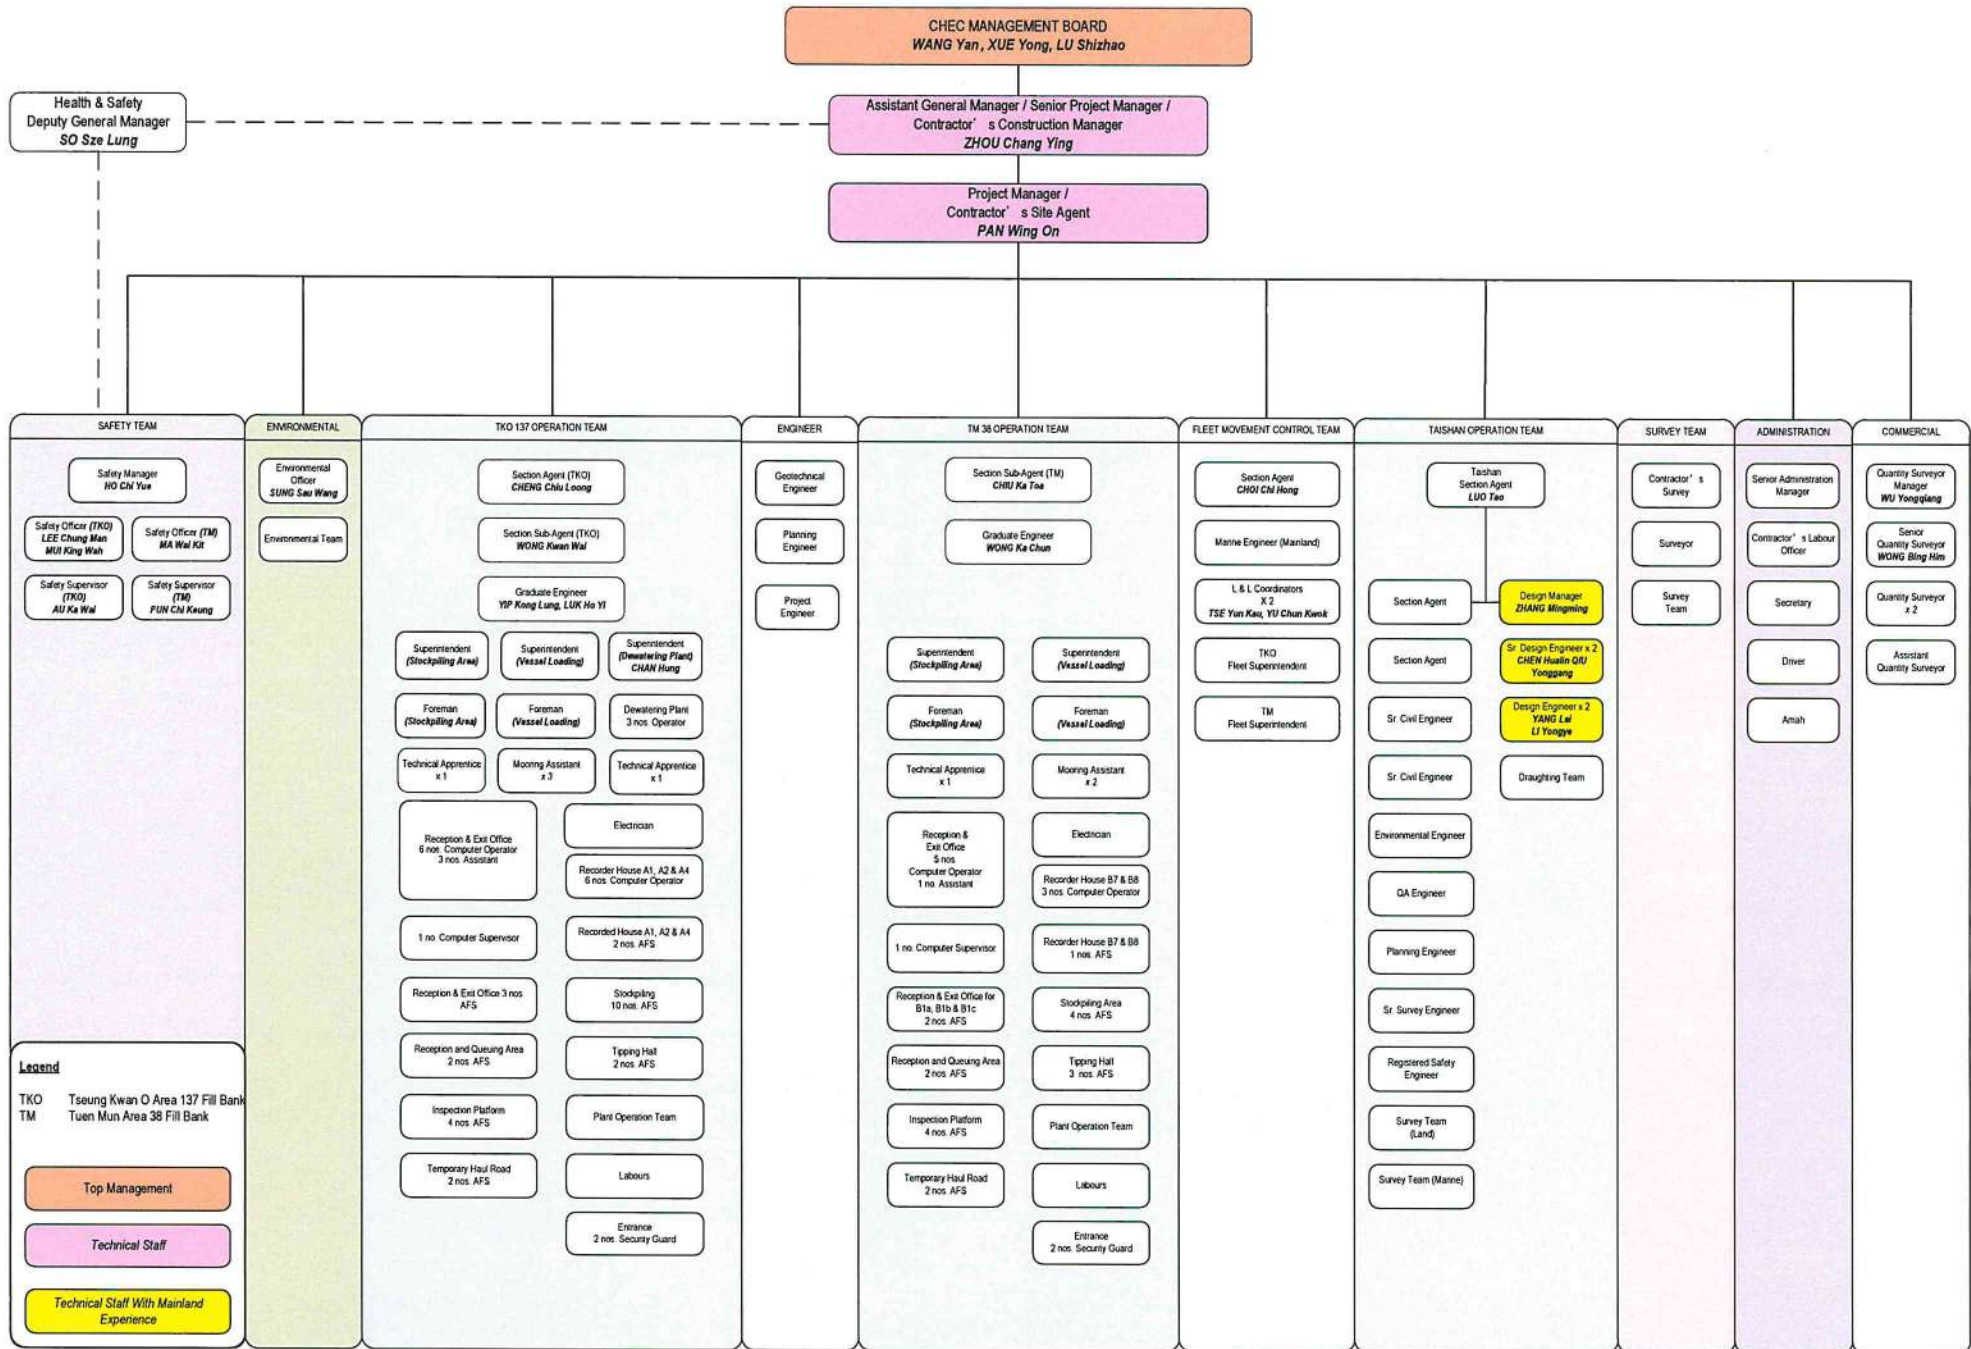 CHEC MANAGEMENT BOARD
WANG Yan , XUE Yong, LU Shizhao
Health & Safety
Deputy General Manager
SO Sze Lung
Assistant General Manager / Senior Project Manager /
Contractor’ s Construction Manager
ZHOU Chang Ying
Project Manager /
Contractor’ s Site Agent
PAN Wing On
SAFETY TEAM
Safety Manager
HO Chi Yue
Safety Officer (TKO)
LEE Chung Man
MUI King Wah
Safety Officer (TM)
MA Wai Kit
Safety Supervisor
(TKO)
AU Ka Wai
Safety Supervisor
(TM)
PUN Chi Keung
Legend
TKO Tseung Kwan O Area 137 Fill Bank
TM Tuen Mun Area 38 Fill Bank
Top Management
Technical Staff
Technical Staff With Mainland
Experience
ENVIRONMENTAL
Environmental
Officer
SUNG Sau Wang
Environmental Team
TKO 137 OPERATION TEAM
Section Agent (TKO)
CHENG Chiu Loong
Section Sub-Agent (TKO)
WONG Kwan Wai
Graduate Engineer
YIP Kong Lung, LUK Ho Yi
Superintendent
(Stockpiling Area)
Superintendent
(Vessel Loading)
Superintendent
(Dewatering Plant)
CHAN Hung
Foreman
(Stockpiling Area)
Foreman
(Vessel Loading)
Dewatering Plant
3 nos. Operator
Technical Apprentice
x 1
Mooring Assistant
x 3
Technical Apprentice
x 1
Reception & Exit Office
6 nos. Computer Operator
3 nos. Assistant
Electrician
Recorder House A1, A2 & A4
6 nos. Computer Operator
1 no. Computer Supervisor
Recorded House A1, A2 & A4
2 nos. AFS
Reception & Exit Office 3 nos
AFS
Stockpiling
10 nos. AFS
Reception and Queuing Area
2 nos. AFS
Tipping Hall
2 nos. AFS
Inspection Platform
4 nos. AFS
Plant Operation Team
Temporary Haul Road
2 nos. AFS
Labours
Entrance
2 nos. Security Guard
ENGINEER
Geotechnical
Engineer
Planning
Engineer
Project
Engineer
TM 38 OPERATION TEAM
Section Sub-Agent (TM)
CHIU Ka Toa
Graduate Engineer
WONG Ka Chun
Superintendent
(Stockpiling Area)
Superintendent
(Vessel Loading)
Foreman
(Stockpiling Area)
Foreman
(Vessel Loading)
Technical Apprentice
x 1
Mooring Assistant
x 2
Reception &
Exit Office
5 nos
Computer Operator
1 no. Assistant
Electrician
Recorder House B7 & B8
3 nos. Computer Operator
1 no. Computer Supervisor
Recorder House B7 & B8
1 nos. AFS
Reception & Exit Office for
B1a, B1b & B1c
2 nos. AFS
Stockpiling Area
4 nos. AFS
Reception and Queuing Area
2 nos. AFS
Tipping Hall
3 nos. AFS
Inspection Platform
4 nos. AFS
Plant Operation Team
Temporary Haul Road
2 nos. AFS
Labours
Entrance
2 nos. Security Guard
FLEET MOVEMENT CONTROL TEAM
Section Agent
CHOI Chi Hong
Marine Engineer (Mainland)
L & L Coordinators
X 2
TSE Yun Kau, YU Chun Kwok
TKO
Fleet Superintendent
TM
Fleet Superintendent
TAISHAN OPERATION TEAM
Taishan
Section Agent
LUO Tao
Section Agent
Design Manager
ZHANG Mingming
Section Agent
Sr. Design Engineer x 2
CHEN Hualin QIU
Yonggang
Sr. Civil Engineer
Design Engineer x 2
YANG Lei
LI Yongye
Sr. Civil Engineer
Draughting Team
Environmental Engineer
QA Engineer
Planning Engineer
Sr. Survey Engineer
Registered Safety
Engineer
Survey Team
(Land)
Survey Team (Marine)
SURVEY TEAM
Contractor’ s
Survey
Surveyor
Survey
Team
ADMINISTRATION
Senior Administration
Manager
Contractor’ s Labour
Officer
Secretary
Driver
Amah
COMMERCIAL
Quantity Surveyor
Manager
WU Yongqiang
Senior
Quantity Surveyor
WONG Bing Him
Quantity Surveyor
x 2
Assistant
Quantity Surveyor